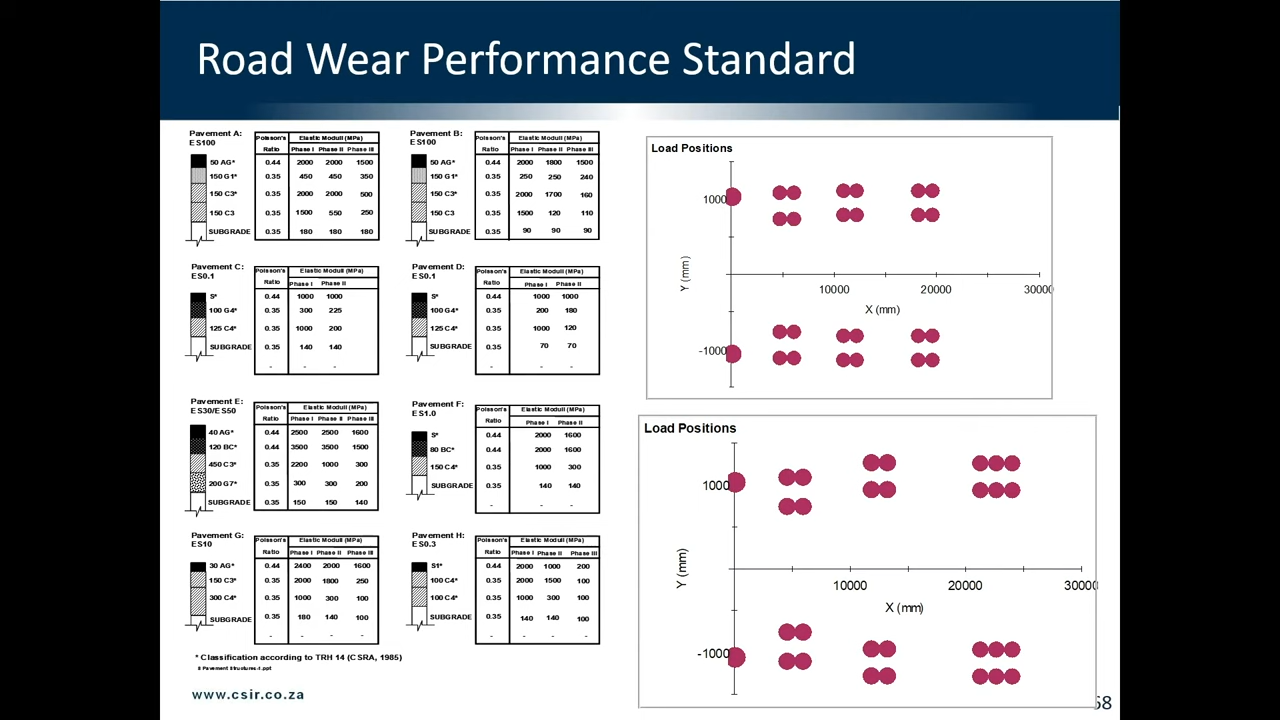 Road Wear Performance Standard
Pavement A:
ES100
Poisson's Elastic Moduli (MPa)
Ratio Phase I Phase II Phase III
50 AG* 0.44 2000 2000 1500
150 G1* 0.35 450 450 350
150 C3* 0.35 2000 2000 500
150 C3 0.35 1500 550 250
SUBGRADE 0.35 180 180 180
Pavement B:
ES100
Poisson's Elastic Moduli (MPa)
Ratio Phase I Phase II Phase III
50 AG* 0.44 2000 1800 1500
150 G1* 0.35 250 250 240
150 C3* 0.35 2000 1700 160
150 C3 0.35 1500 120 110
SUBGRADE 0.35 90 90 90
Pavement C:
ES0.1
Poisson's Elastic Moduli (MPa)
Ratio Phase I Phase II
S* 0.44 1000 1000
100 G4* 0.35 300 225
125 C4* 0.35 1000 200
SUBGRADE 0.35 140 140
- - -
Pavement D:
ES0.1
Poisson's Elastic Moduli (MPa)
Ratio Phase I Phase II
S* 0.44 1000 1000
100 G4* 0.35 200 180
125 C4* 0.35 1000 120
SUBGRADE 0.35 70 70
- - -
Pavement E:
ES30/ES50
Poisson's Elastic Moduli (MPa)
Ratio Phase I Phase II Phase III
40 AG* 0.44 2500 2500 1600
120 BC* 0.44 3500 3500 1500
450 C3* 0.35 2200 1000 300
200 G7* 0.35 300 300 200
SUBGRADE 0.35 150 150 140
Pavement F:
ES1.0
Poisson's Elastic Moduli (MPa)
Ratio Phase I Phase II
S* 0.44 2000 1600
80 BC* 0.44 2000 1600
150 C4* 0.35 1000 300
SUBGRADE 0.35 140 140
- - -
Pavement G:
ES10
Poisson's Elastic Moduli (MPa)
Ratio Phase I Phase II Phase III
30 AG* 0.44 2400 2000 1600
150 C3* 0.35 2000 1800 250
300 C4* 0.35 1000 300 100
SUBGRADE 0.35 180 140 100
- - - -
Pavement H:
ES0.3
Poisson's Elastic Moduli (MPa)
Ratio Phase I Phase II Phase III
S1* 0.44 2000 1000 200
100 C4* 0.35 2000 1500 100
100 C4* 0.35 1000 300 100
SUBGRADE 0.35 140 140 100
- - - -
* Classification according to TRH 14 (CSRA, 1985)
8 Pavement Structures-f.ppt
www.csir.co.za
Load Positions
1000
Y (mm)
10000 20000 30000
X (mm)
-1000
Load Positions
1000
Y (mm)
10000 20000 30000
X (mm)
-1000
58